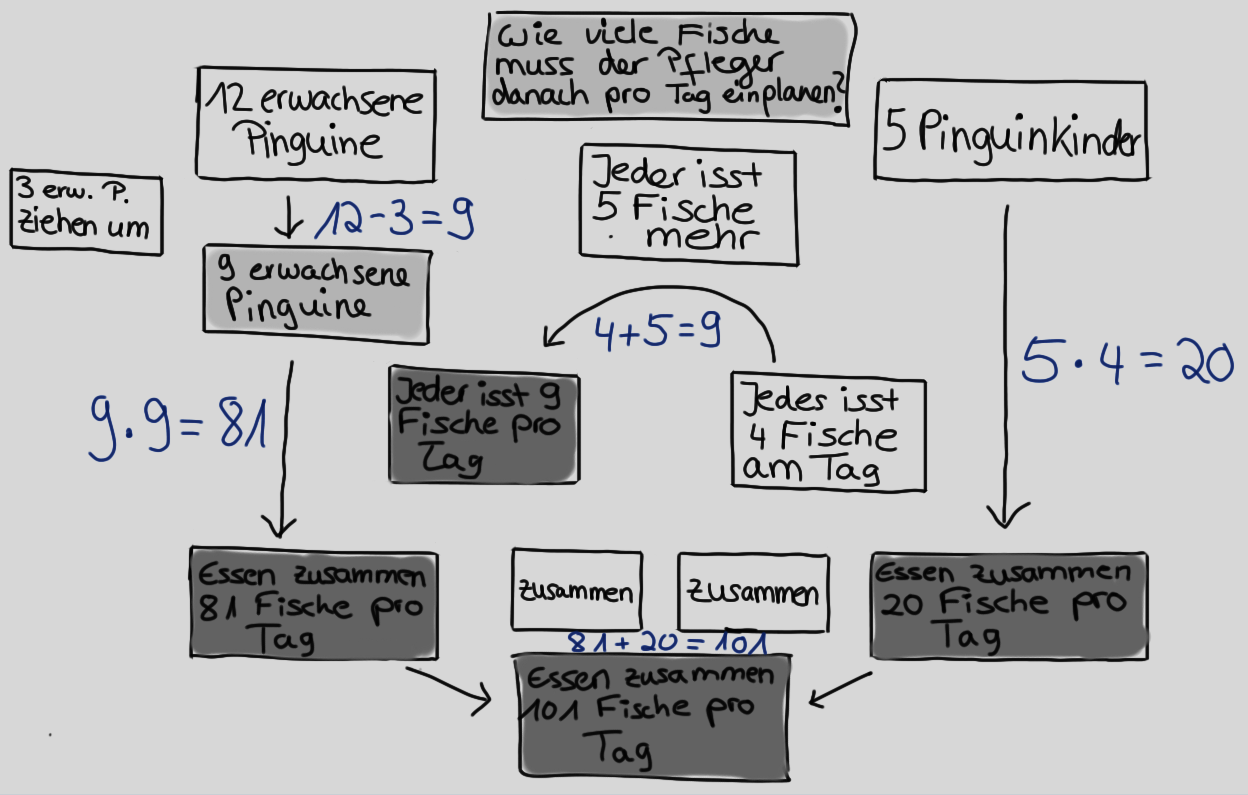 Wie viele Fische
muss der Pfleger
danach pro Tag einplanen?
12 erwachsene
Pinguine
5 Pinguinkinder
3 erw. P.
ziehen um
Jeder isst
5 Fische
mehr
12-3=9
9 erwachsene
Pinguine
4+5=9
5·4=20
9·9=81
Jeder isst 9
Fische pro
Tag
Jedes isst
4 Fische
am Tag
Essen zusammen
81 Fische pro
Tag
zusammen
zusammen
Essen zusammen
20 Fische pro
Tag
81+20=101
Essen zusammen
101 Fische pro
Tag